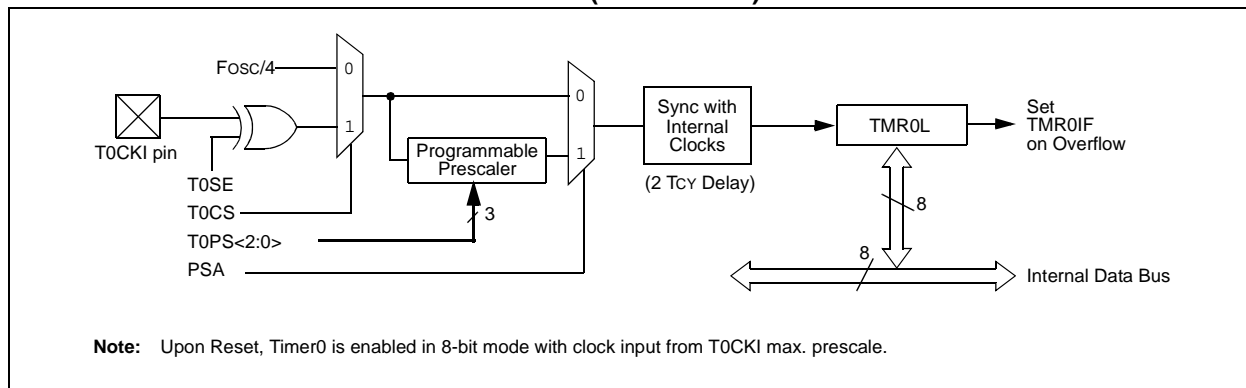 FOSC/4
0
1
T0CKI pin
T0SE
T0CS
T0PS<2:0>
PSA
Programmable
Prescaler
3
0
1
Sync with
Internal
Clocks
(2 TCY Delay)
TMR0L
Set
TMR0IF
on Overflow
8
8
Internal Data Bus
Note: Upon Reset, Timer0 is enabled in 8-bit mode with clock input from T0CKI max. prescale.